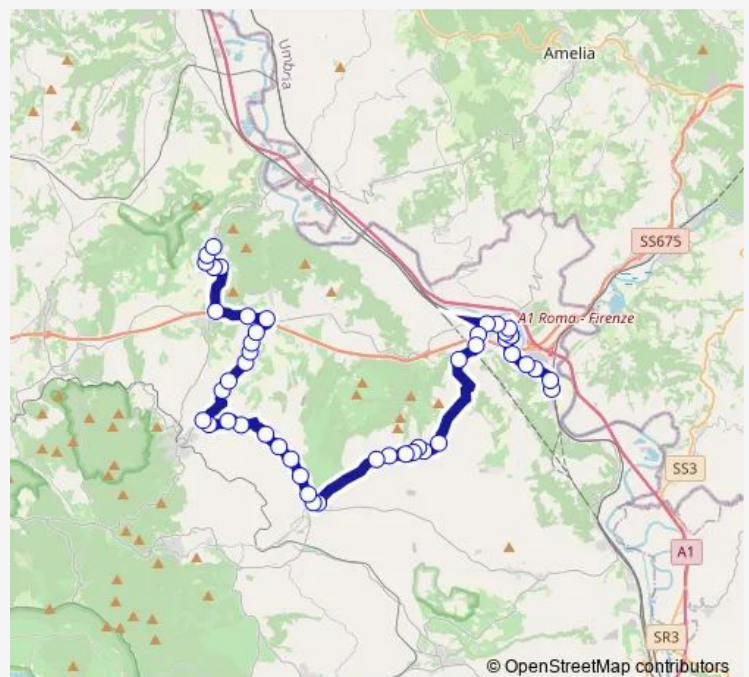 Amelia
Umbria
SS675
A1 Roma - Firenze
SS3
A1
SR3
© OpenStreetMap contributors